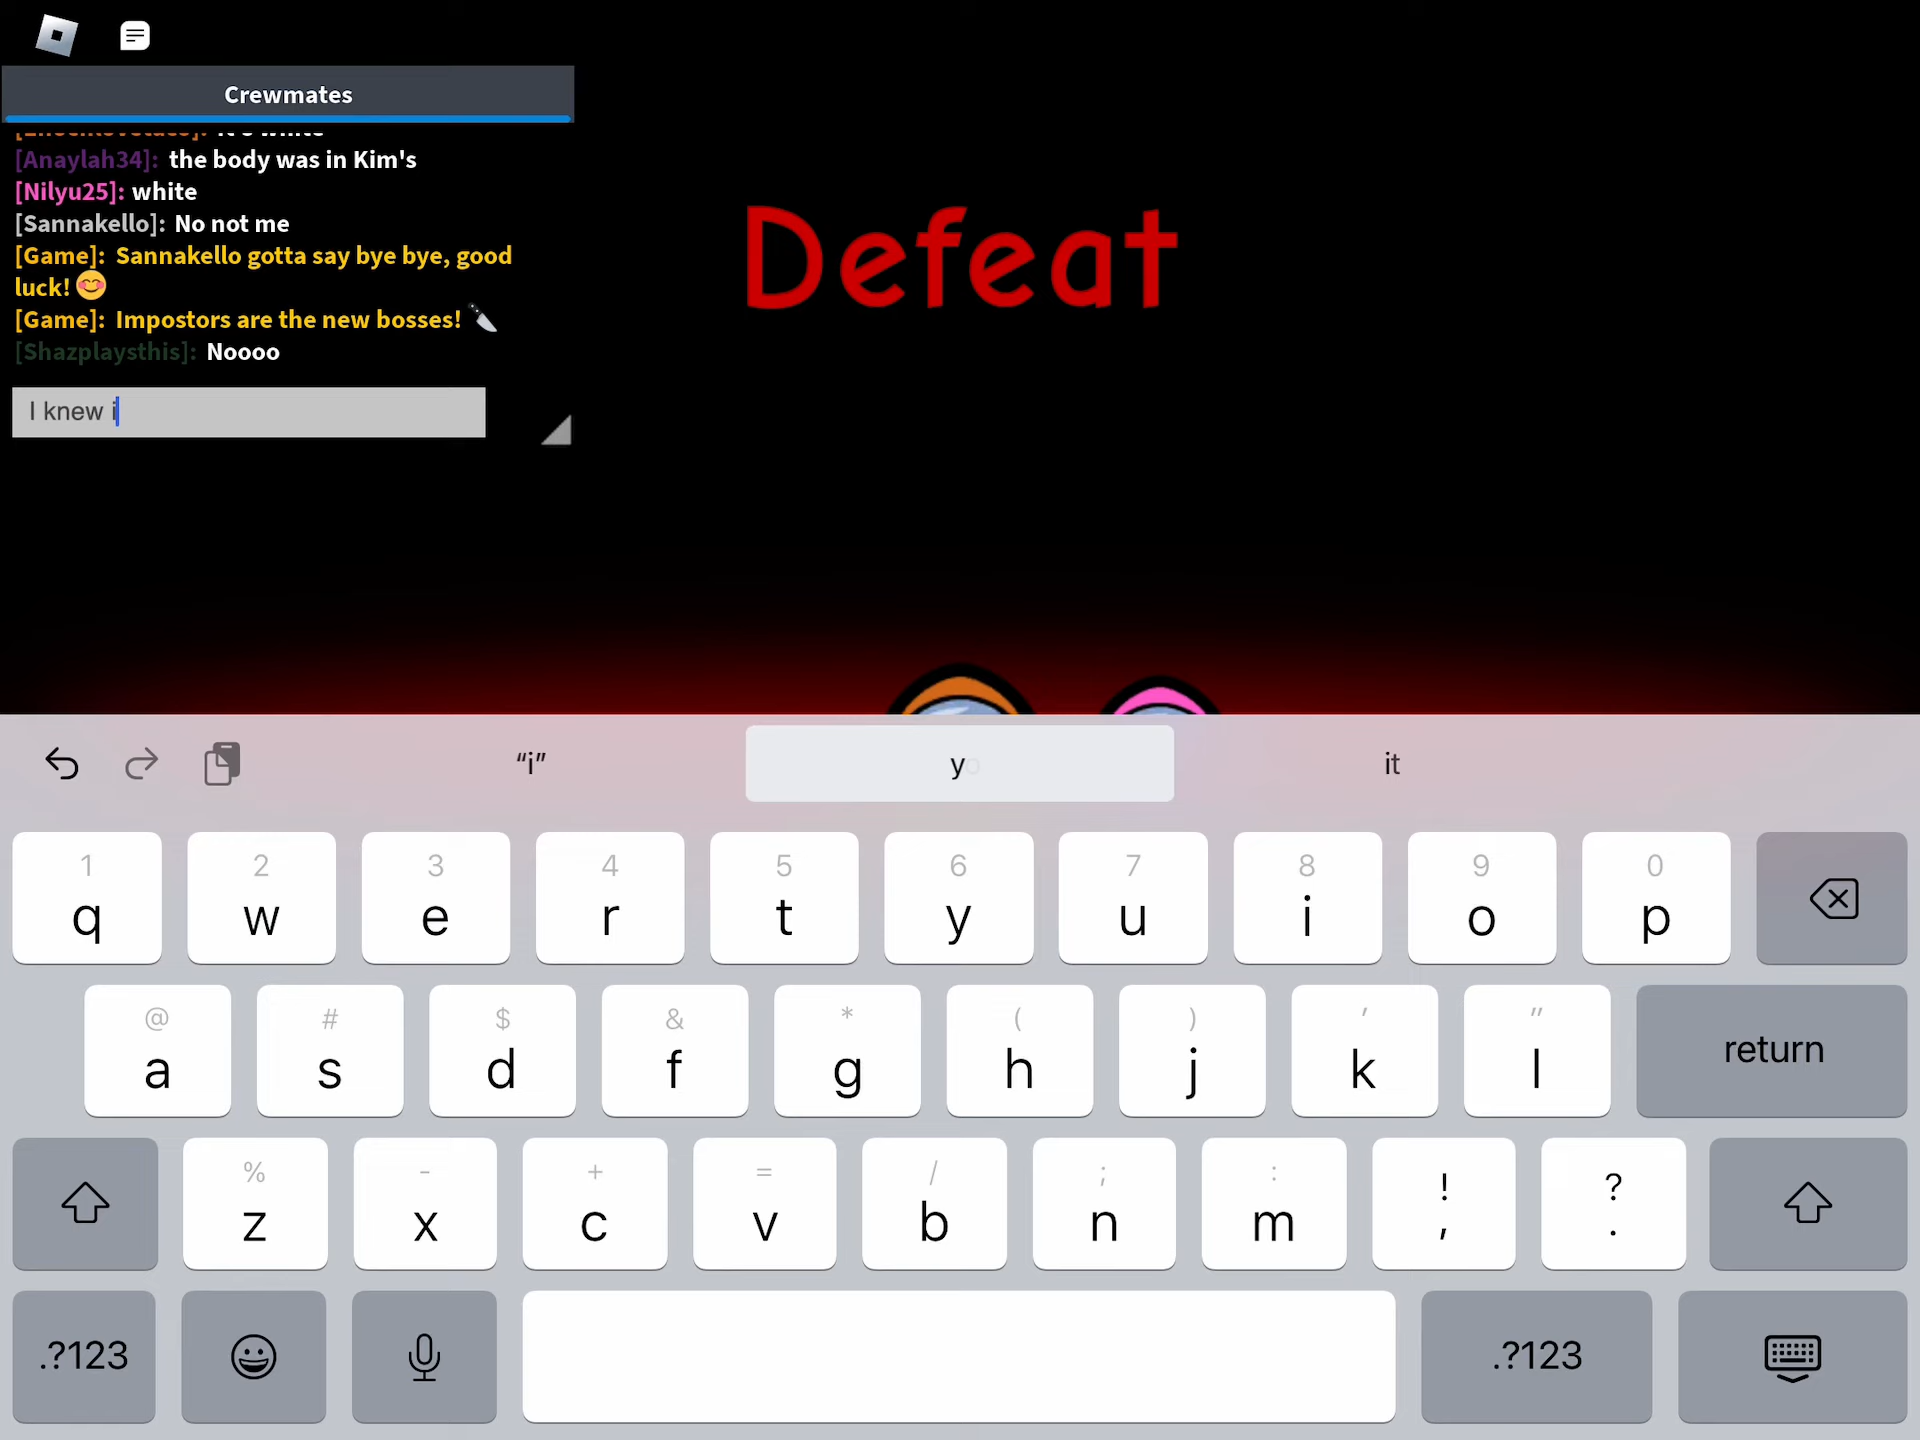 Crewmates
it's white
[Anaylah34]: the body was in Kim's
[Nilyu25]: white
[Sannakello]: No not me
[Game]: Sannakello gotta say bye bye, good
luck! 😊
[Game]: Impostors are the new bosses! 🔪
[Shazplaysthis]: Noooo
I knew i
Defeat
“i” y it
1 2 3 4 5 6 7 8 9 0
q w e r t y u i o p
@ # $ & * ( ) ' "
a s d f g h j k l return
% - + = / ; : ! ?
z x c v b n m , .
.?123 .?123